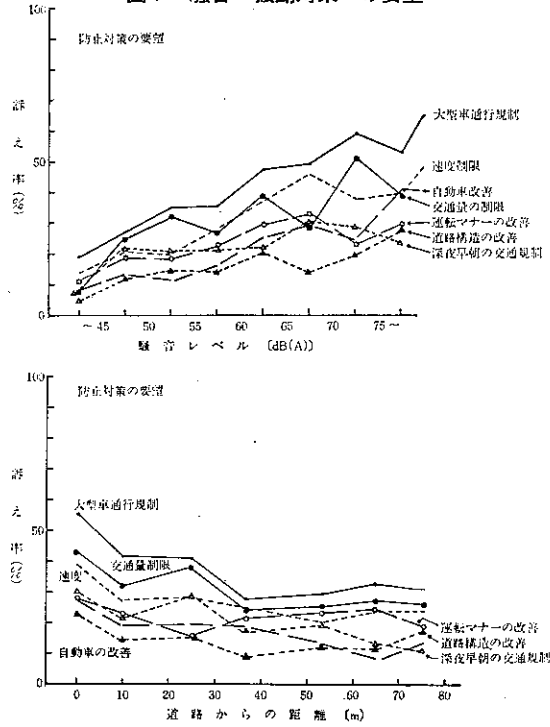 100
防止対策の要望
訴え率(%)
50
0
大型車通行規制
速度制限
自動車改善
交通量の制限
運転マナーの改善
道路構造の改善
深夜早朝の交通規制
～45 50 55 60 65 70 75～
騒音レベル 〔dB(A)〕
100
防止対策の要望
訴え率(%)
50
0
大型車通行規制
交通量制限
速度
自動車の改善
運転マナーの改善
道路構造の改善
深夜早朝の交通規制
0 10 20 30 40 50 60 70 80
道路からの距離 〔m〕